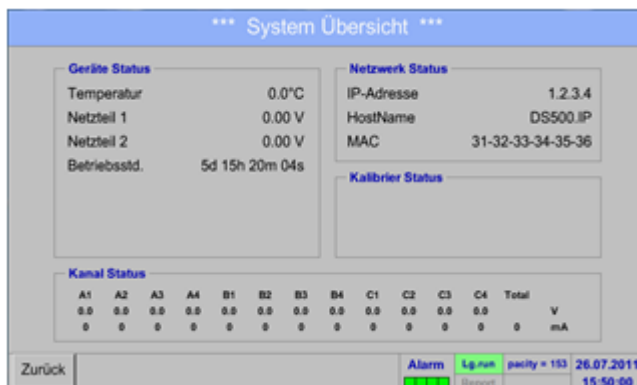 *** System Übersicht ***
Geräte Status
Temperatur 0.0°C
Netzteil 1 0.00 V
Netzteil 2 0.00 V
Betriebsstd. 5d 15h 20m 04s
Netzwerk Status
IP-Adresse 1.2.3.4
HostName DS500.IP
MAC 31-32-33-34-35-36
Kalibrier Status
Kanal Status
A1 A2 A3 A4 B1 B2 B3 B4 C1 C2 C3 C4 Total
0.0 0.0 0.0 0.0 0.0 0.0 0.0 0.0 0.0 0.0 0.0 0.0 V
0 0 0 0 0 0 0 0 0 0 0 0 0 mA
Zurück
Alarm Lg.run pacity = 153 26.07.2011
Report 15:50:00